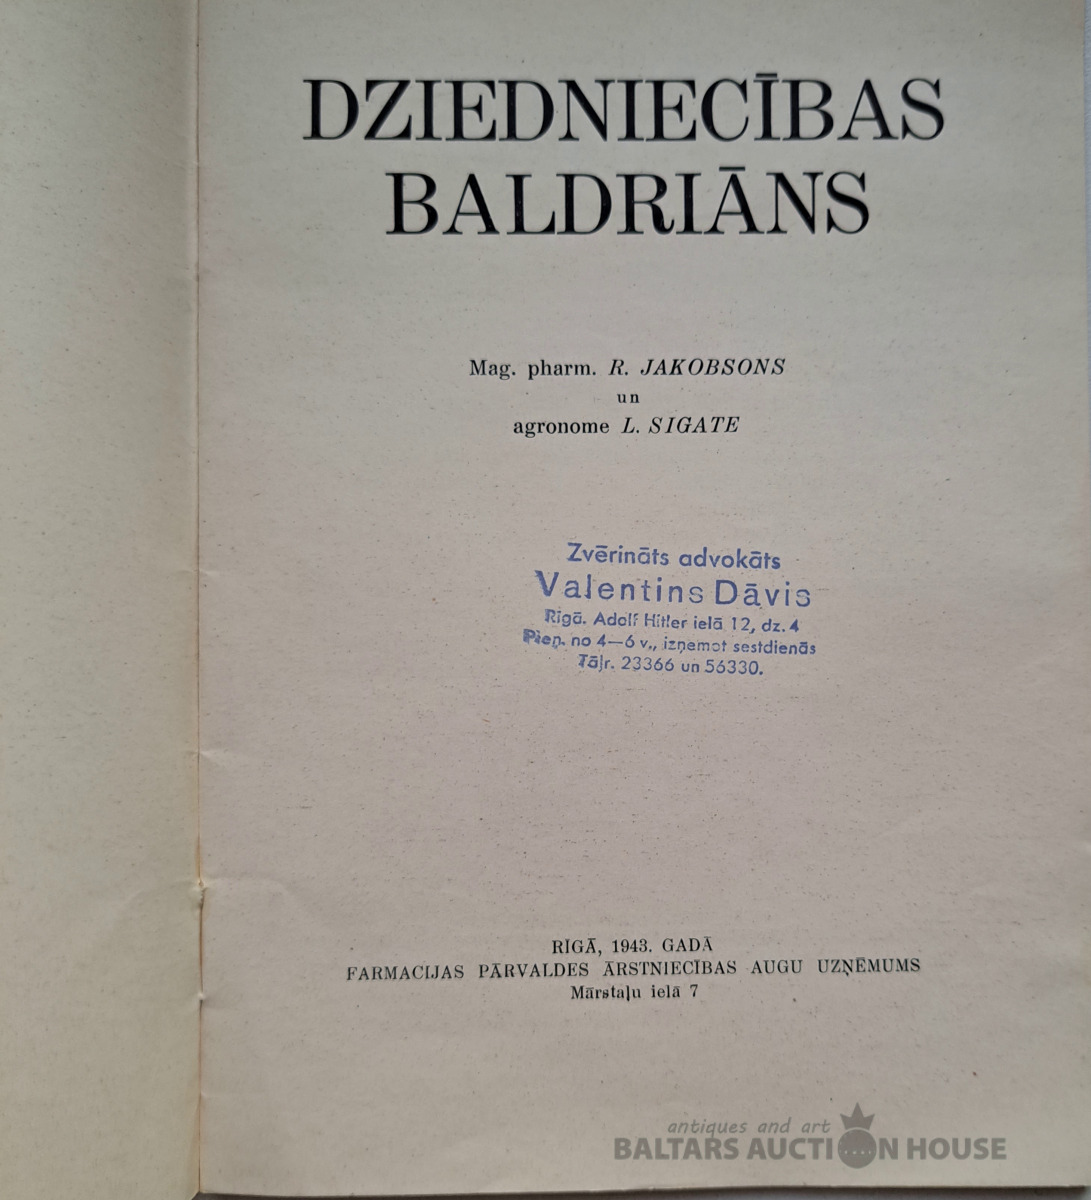 DZIEDNIECĪBAS
BALDRIĀNS
Mag. pharm. R. JAKOBSONS
un
agronome L. SIGATE
Zvērināts advokāts
Valentins Dāvis
Rīgā. Adolf Hitler ielā 12, dz. 4
Pieņ. no 4—6 v., izņemot sestdienās
Tāļr. 23366 un 56330.
RĪGĀ, 1943. GADĀ
FARMACIJAS PĀRVALDES ĀRSTNIECĪBAS AUGU UZŅĒMUMS
Mārstaļu ielā 7
antiques and art
BALTARS AUCTION HOUSE